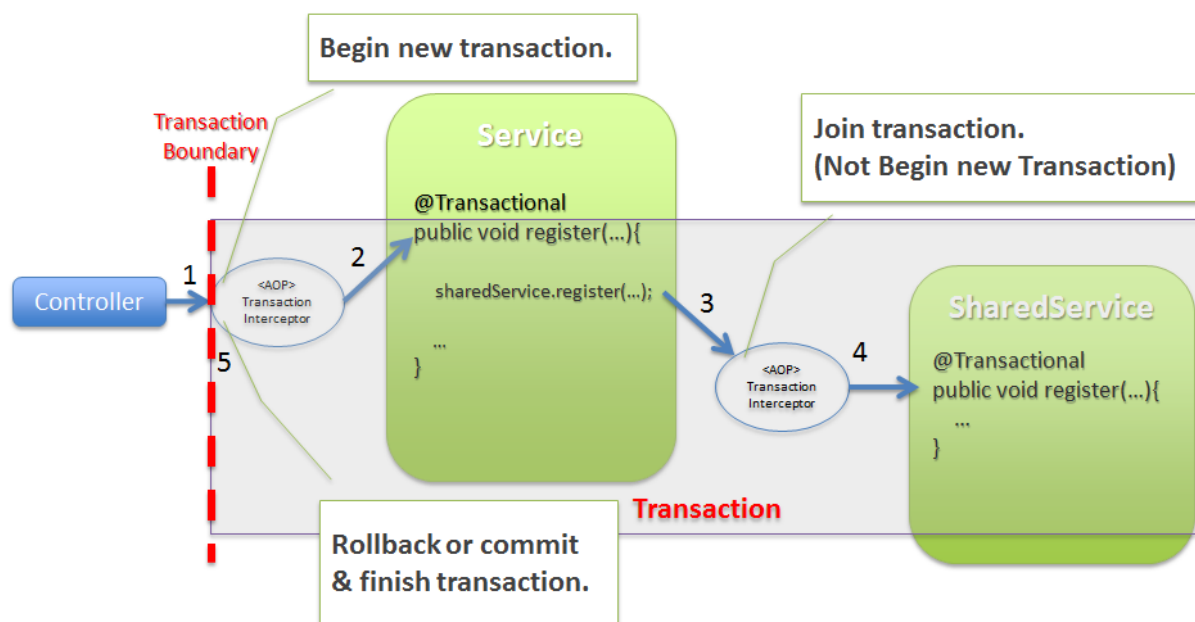 Begin new transaction.
Transaction
Boundary
Service
Join transaction.
(Not Begin new Transaction)
@Transactional
public void register(...){
sharedService.register(...);
...
}
1
2
Controller
<AOP>
Transaction
Interceptor
3
SharedService
5
<AOP>
Transaction
Interceptor
4
@Transactional
public void register(...){
...
}
Transaction
Rollback or commit
& finish transaction.